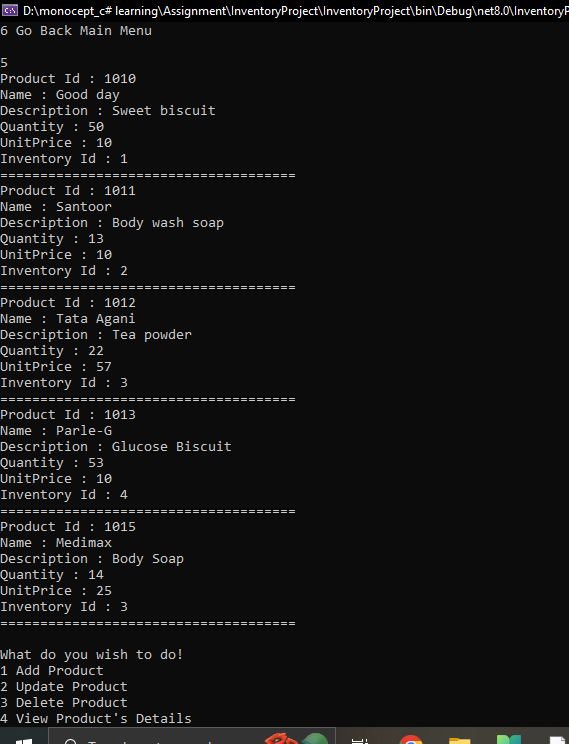 D:\monocept_c# learning\Assignment\InventoryProject\InventoryProject\bin\Debug\net8.0\InventoryP
6 Go Back Main Menu
5
Product Id : 1010
Name : Good day
Description : Sweet biscuit
Quantity : 50
UnitPrice : 10
Inventory Id : 1
=====================================
Product Id : 1011
Name : Santoor
Description : Body wash soap
Quantity : 13
UnitPrice : 10
Inventory Id : 2
=====================================
Product Id : 1012
Name : Tata Agani
Description : Tea powder
Quantity : 22
UnitPrice : 57
Inventory Id : 3
=====================================
Product Id : 1013
Name : Parle-G
Description : Glucose Biscuit
Quantity : 53
UnitPrice : 10
Inventory Id : 4
=====================================
Product Id : 1015
Name : Medimax
Description : Body Soap
Quantity : 14
UnitPrice : 25
Inventory Id : 3
=====================================
What do you wish to do!
1 Add Product
2 Update Product
3 Delete Product
4 View Product's Details